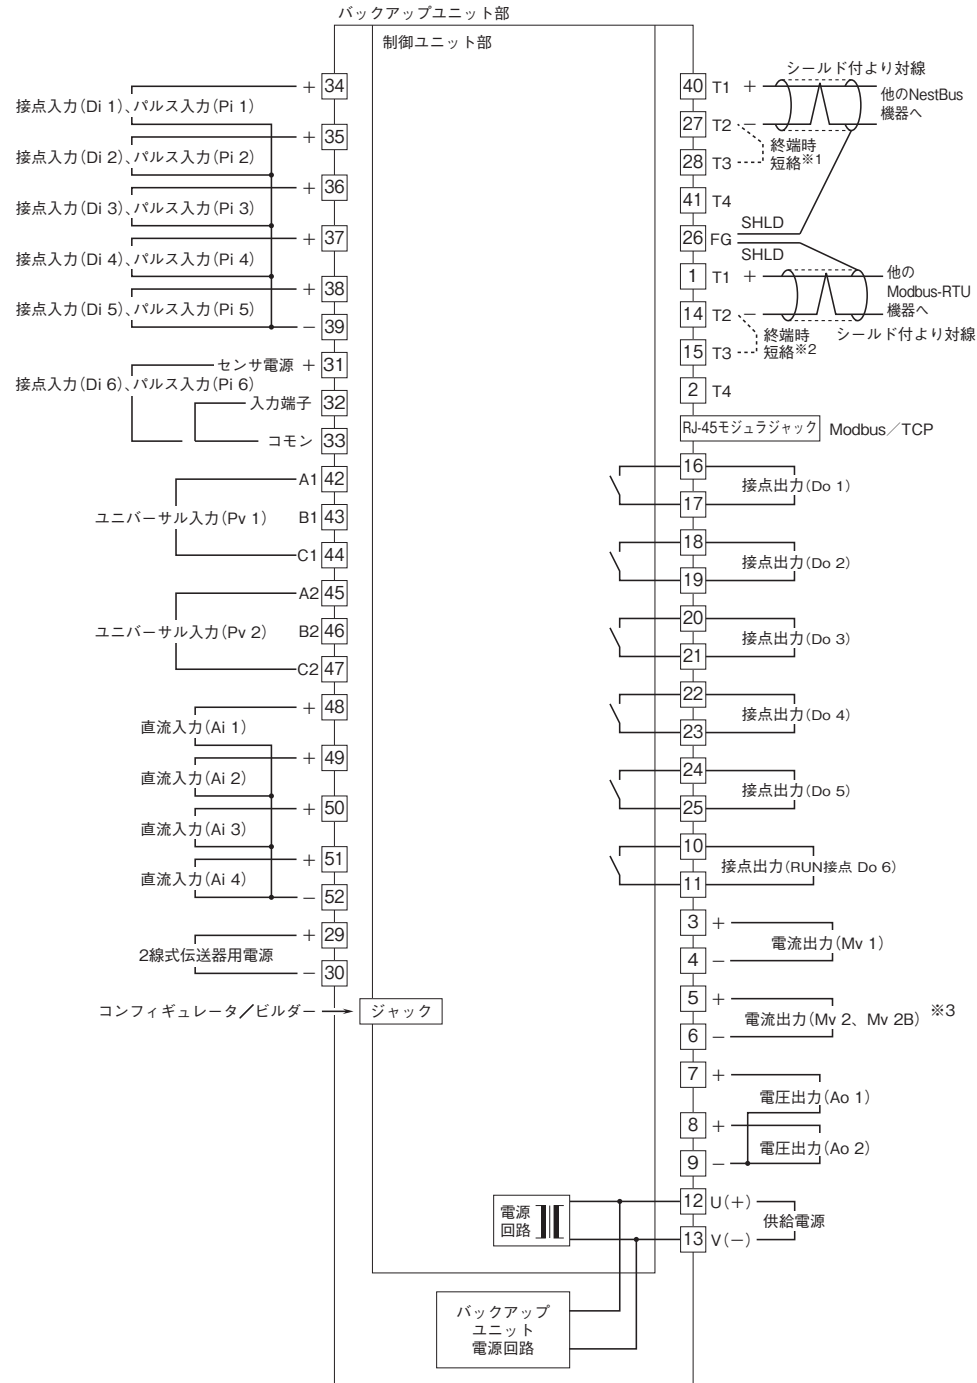 バックアップユニット部
制御ユニット部
接点入力(Di 1)、パルス入力(Pi 1)
+ 34
接点入力(Di 2)、パルス入力(Pi 2)
+ 35
接点入力(Di 3)、パルス入力(Pi 3)
+ 36
接点入力(Di 4)、パルス入力(Pi 4)
+ 37
接点入力(Di 5)、パルス入力(Pi 5)
+ 38
− 39
接点入力(Di 6)、パルス入力(Pi 6)
センサ電源 + 31
入力端子 32
コモン 33
ユニバーサル入力(Pv 1)
A1 42
B1 43
C1 44
ユニバーサル入力(Pv 2)
A2 45
B2 46
C2 47
直流入力(Ai 1)
+ 48
直流入力(Ai 2)
+ 49
直流入力(Ai 3)
+ 50
直流入力(Ai 4)
+ 51
− 52
2線式伝送器用電源
+ 29
− 30
コンフィギュレータ/ビルダー
ジャック
シールド付より対線
40 T1 +
他のNestBus
機器へ
27 T2 −
終端時
短絡※1
28 T3
41 T4
SHLD
26 FG
SHLD
1 T1 +
他の
Modbus-RTU
機器へ
14 T2 −
終端時
短絡※2
シールド付より対線
15 T3
2 T4
RJ-45モジュラジャック Modbus/TCP
16
接点出力(Do 1)
17
18
接点出力(Do 2)
19
20
接点出力(Do 3)
21
22
接点出力(Do 4)
23
24
接点出力(Do 5)
25
10
接点出力(RUN接点 Do 6)
11
3 +
電流出力(Mv 1)
4 −
5 +
電流出力(Mv 2、Mv 2B) ※3
6 −
7 +
電圧出力(Ao 1)
8 +
電圧出力(Ao 2)
9 −
12 U(+)
供給電源
13 V(−)
電源
回路
バックアップ
ユニット
電源回路